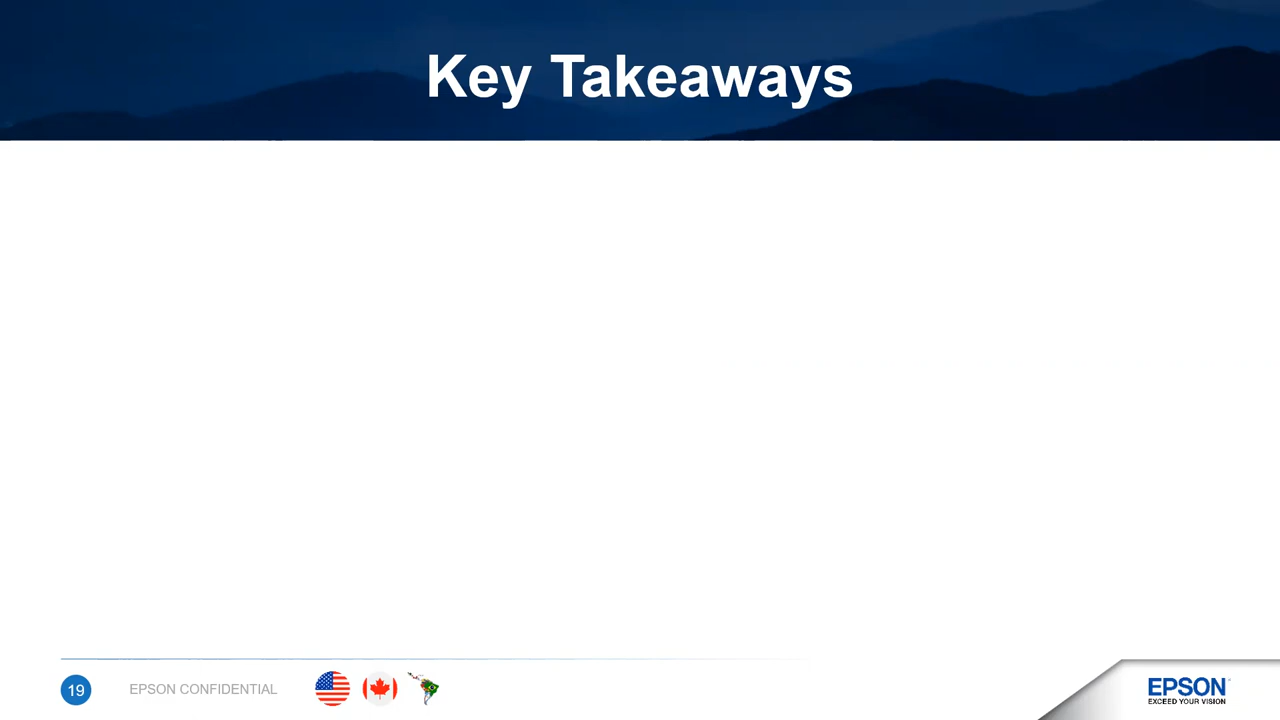 Key Takeaways
19
EPSON CONFIDENTIAL
EPSON
EXCEED YOUR VISION